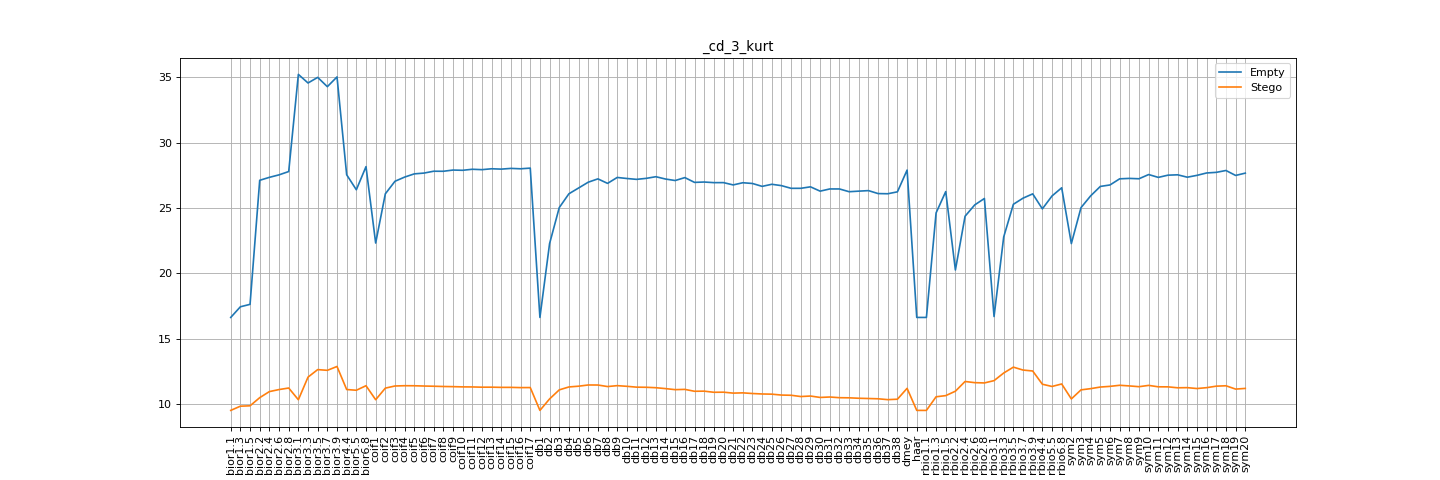 _cd_3_kurt
Empty
Stego
35
30
25
20
15
10
bior1.1
bior1.3
bior1.5
bior2.2
bior2.4
bior2.6
bior2.8
bior3.1
bior3.3
bior3.5
bior3.7
bior3.9
bior4.4
bior5.5
bior6.8
coif1
coif2
coif3
coif4
coif5
coif6
coif7
coif8
coif9
coif10
coif11
coif12
coif13
coif14
coif15
coif16
coif17
db1
db2
db3
db4
db5
db6
db7
db8
db9
db10
db11
db12
db13
db14
db15
db16
db17
db18
db19
db20
db21
db22
db23
db24
db25
db26
db27
db28
db29
db30
db31
db32
db33
db34
db35
db36
db37
db38
dmey
haar
rbio1.1
rbio1.3
rbio1.5
rbio2.2
rbio2.4
rbio2.6
rbio2.8
rbio3.1
rbio3.3
rbio3.5
rbio3.7
rbio3.9
rbio4.4
rbio5.5
rbio6.8
sym2
sym3
sym4
sym5
sym6
sym7
sym8
sym9
sym10
sym11
sym12
sym13
sym14
sym15
sym16
sym17
sym18
sym19
sym20